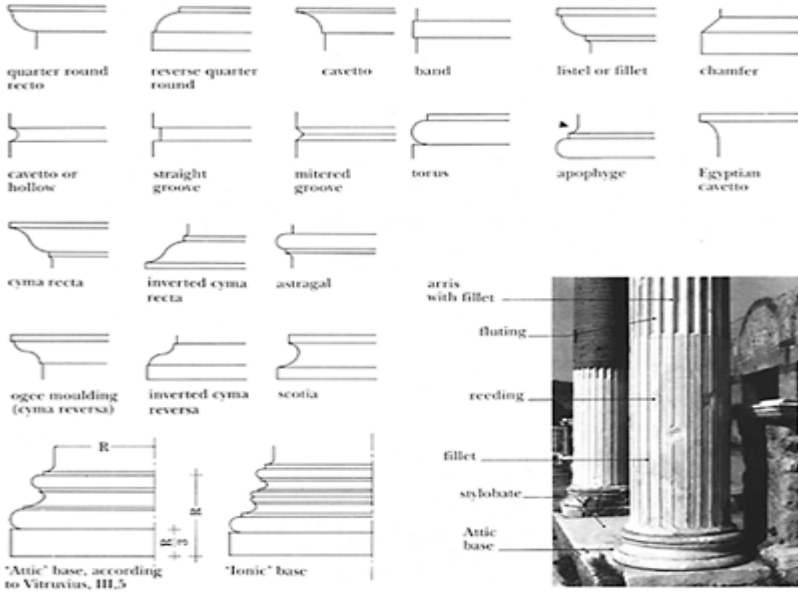 quarter round
recto
reverse quarter
round
cavetto
band
listel or fillet
chamfer
cavetto or
hollow
straight
groove
mitered
groove
torus
apophyge
Egyptian
cavetto
cyma recta
inverted cyma
recta
astragal
arris
with fillet
fluting
ogee moulding
(cyma reversa)
inverted cyma
reversa
scotia
reeding
fillet
stylobate
Attic
base
R
R
R
3
"Attic" base, according
to Vitruvius, III,5
"Ionic" base